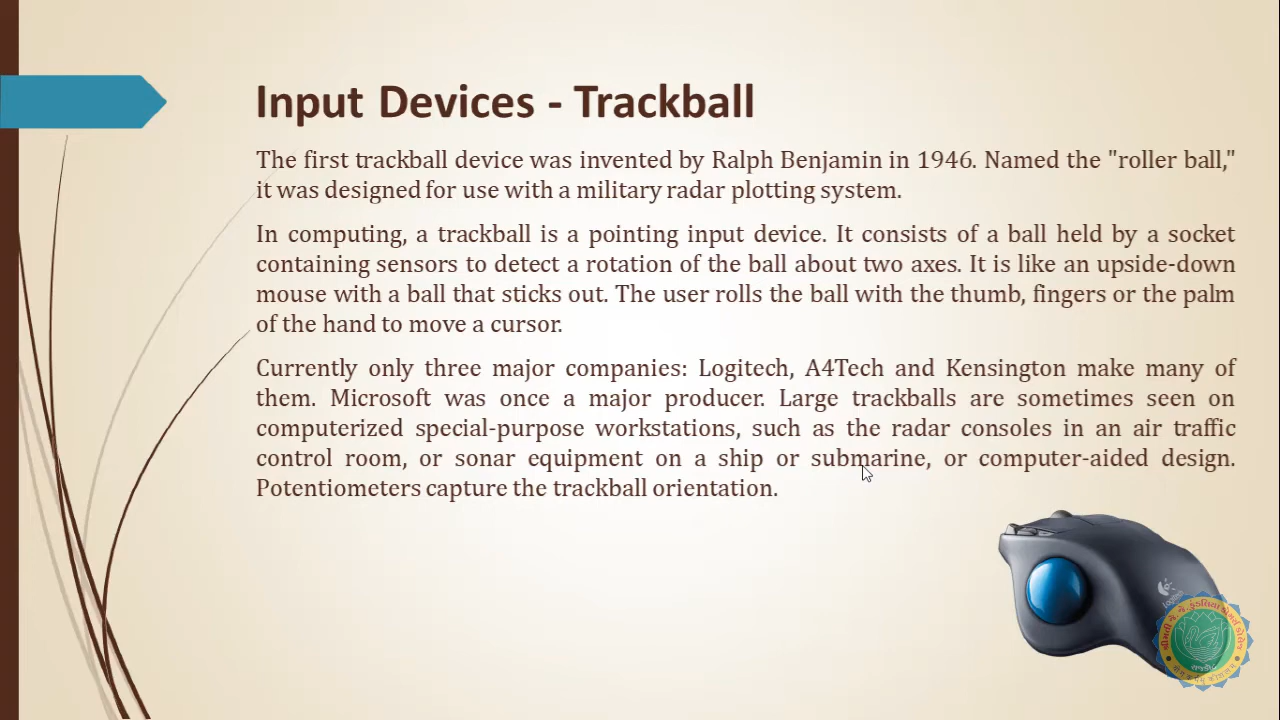 Input Devices - Trackball
The first trackball device was invented by Ralph Benjamin in 1946. Named the "roller ball,"
it was designed for use with a military radar plotting system.
In computing, a trackball is a pointing input device. It consists of a ball held by a socket
containing sensors to detect a rotation of the ball about two axes. It is like an upside-down
mouse with a ball that sticks out. The user rolls the ball with the thumb, fingers or the palm
of the hand to move a cursor.
Currently only three major companies: Logitech, A4Tech and Kensington make many of
them. Microsoft was once a major producer. Large trackballs are sometimes seen on
computerized special-purpose workstations, such as the radar consoles in an air traffic
control room, or sonar equipment on a ship or submarine, or computer-aided design.
Potentiometers capture the trackball orientation.